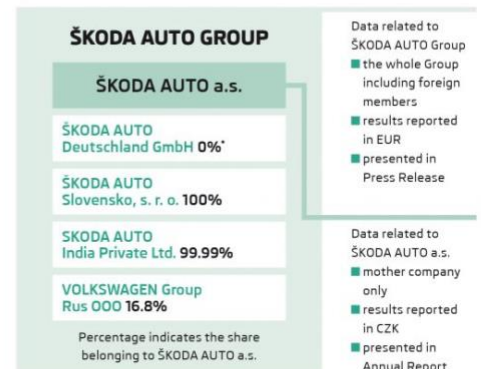 ŠKODA AUTO GROUP
ŠKODA AUTO a.s.
ŠKODA AUTO
Deutschland GmbH 0%*
ŠKODA AUTO
Slovensko, s. r. o. 100%
SKODA AUTO
India Private Ltd. 99.99%
VOLKSWAGEN Group
Rus OOO 16.8%
Percentage indicates the share
belonging to ŠKODA AUTO a.s.
Data related to
ŠKODA AUTO Group
■ the whole Group
including foreign
members
■ results reported
in EUR
■ presented in
Press Release
Data related to
ŠKODA AUTO a.s.
■ mother company
only
■ results reported
in CZK
■ presented in
Annual Report